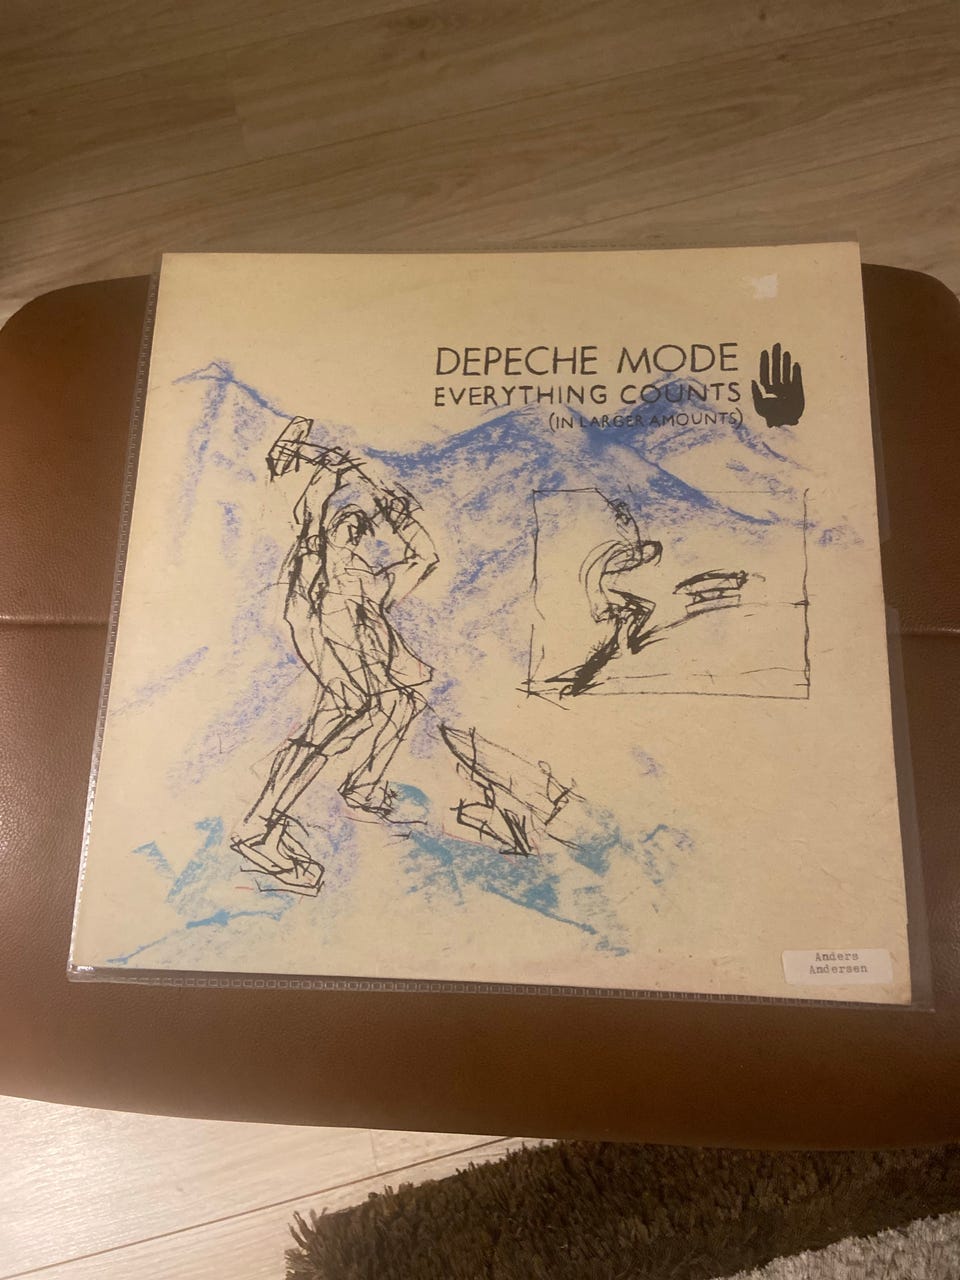 DEPECHE MODE
EVERYTHING COUNTS
(IN LARGER AMOUNTS)
Anders
Andersen